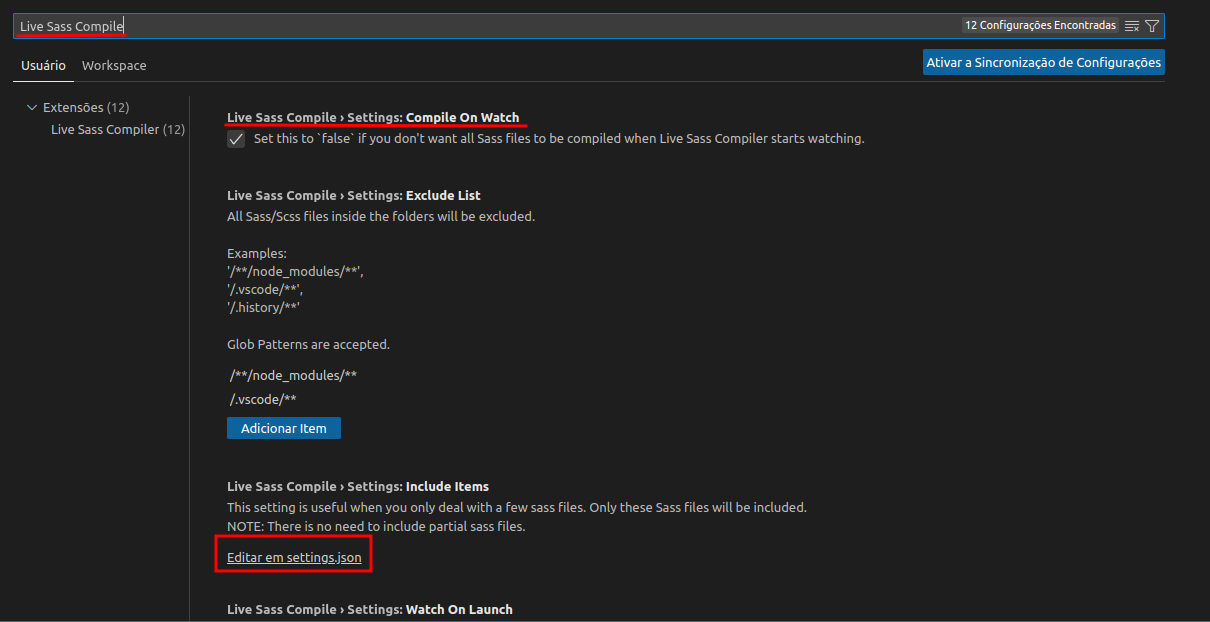 Live Sass Compile
12 Configurações Encontradas
Usuário
Workspace
Ativar a Sincronização de Configurações
Extensões (12)
Live Sass Compiler (12)
Live Sass Compile › Settings: Compile On Watch
Set this to `false` if you don't want all Sass files to be compiled when Live Sass Compiler starts watching.
Live Sass Compile › Settings: Exclude List
All Sass/Scss files inside the folders will be excluded.
Examples:
'/**/node_modules/**',
'/.vscode/**',
'/.history/**'
Glob Patterns are accepted.
/**/node_modules/**
/.vscode/**
Adicionar Item
Live Sass Compile › Settings: Include Items
This setting is useful when you only deal with a few sass files. Only these Sass files will be included.
NOTE: There is no need to include partial sass files.
Editar em settings.json
Live Sass Compile › Settings: Watch On Launch